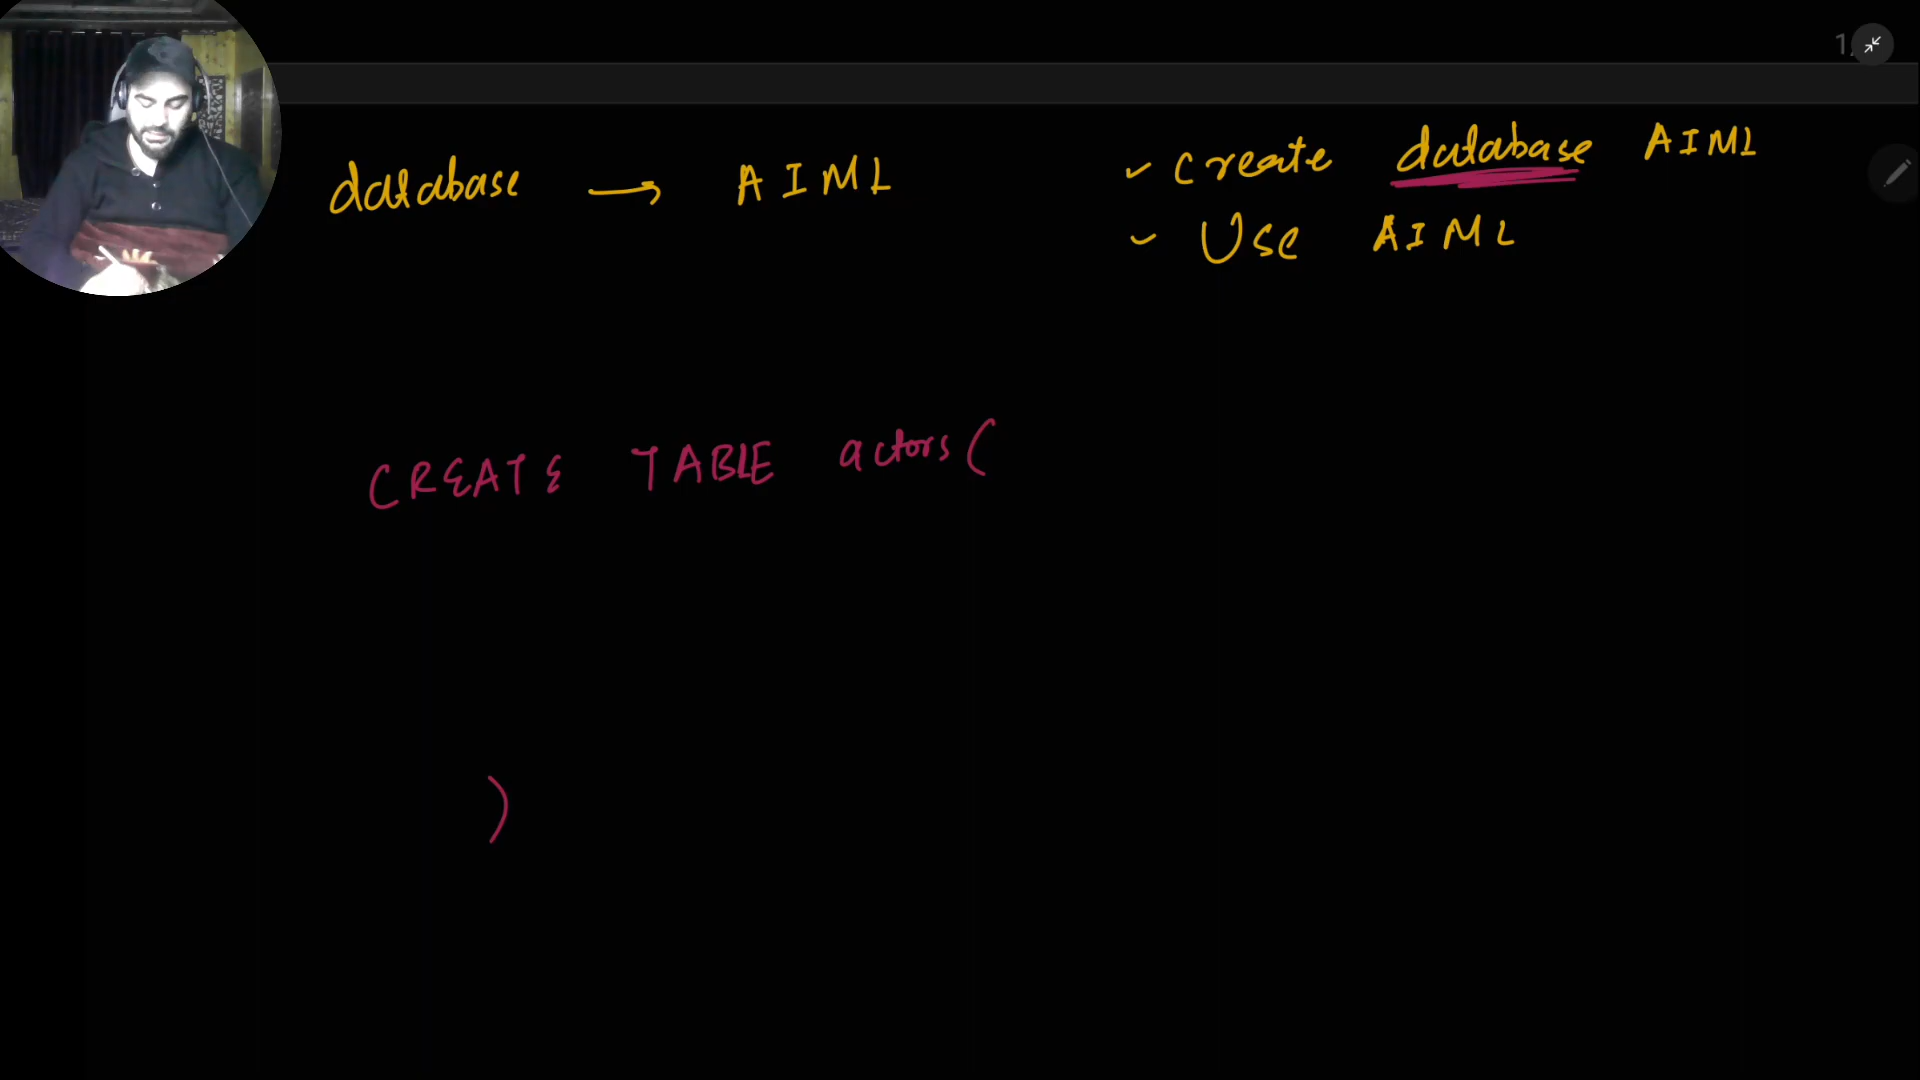 database → AIML
✓ create database AIML
✓ Use AIML
CREATE TABLE actors(
)